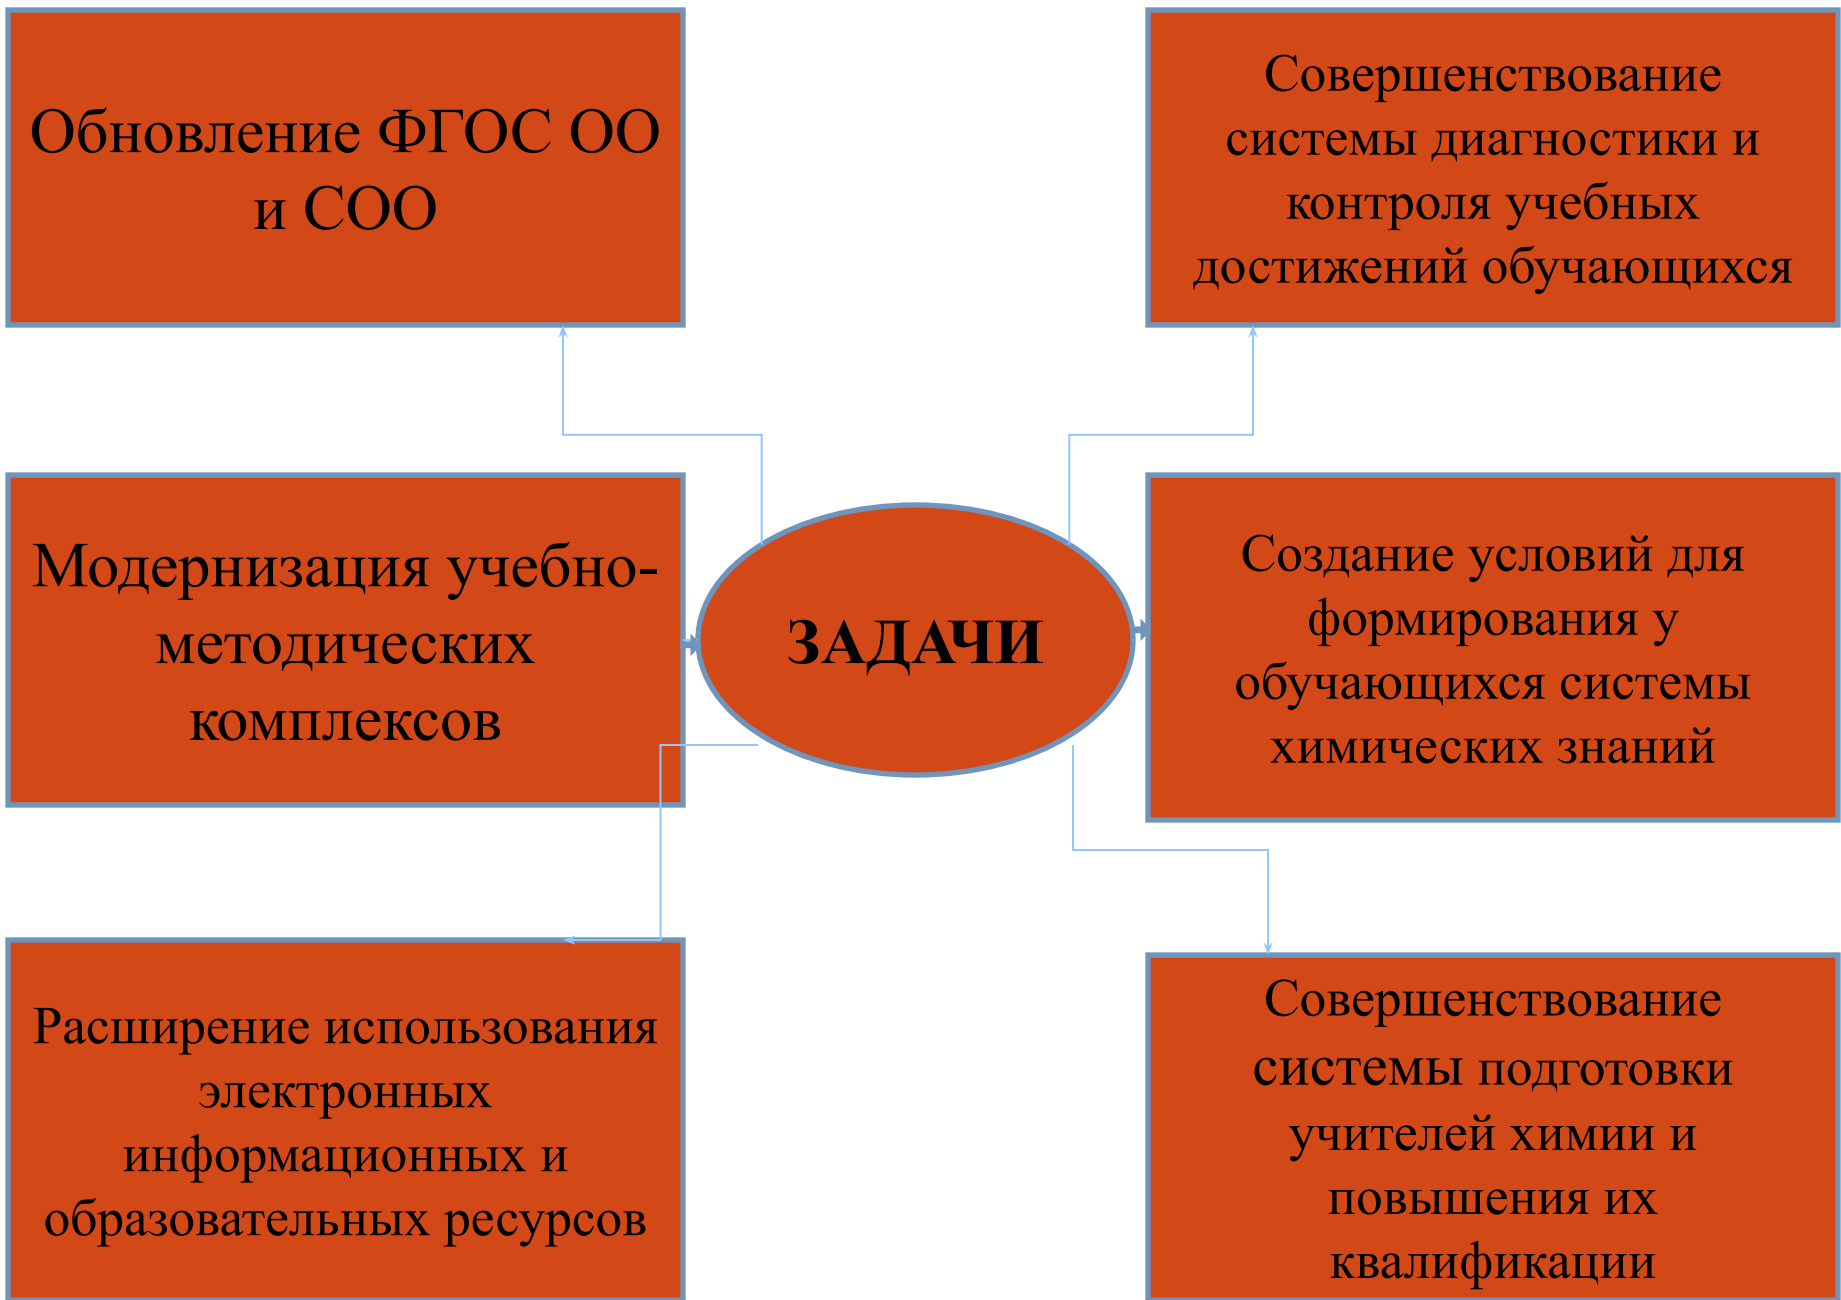 Обновление ФГОС ОО
и СОО
Совершенствование
системы диагностики и
контроля учебных
достижений обучающихся
Модернизация учебно-
методических
комплексов
ЗАДАЧИ
Создание условий для
формирования у
обучающихся системы
химических знаний
Расширение использования
электронных
информационных и
образовательных ресурсов
Совершенствование
системы подготовки
учителей химии и
повышения их
квалификации